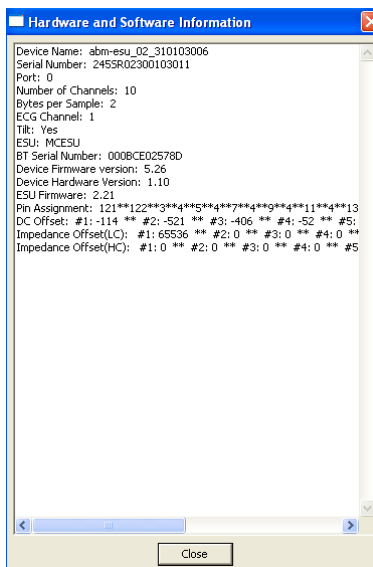 Hardware and Software Information
Device Name: abm-esu_02_310103006
Serial Number: 245SR02300103011
Port: 0
Number of Channels: 10
Bytes per Sample: 2
ECG Channel: 1
Tilt: Yes
ESU: MCESU
BT Serial Number: 000BCE02578D
Device Firmware version: 5.26
Device Hardware Version: 1.10
ESU Firmware: 2.21
Pin Assignment: 121**122**3**4**5**4**7**4**9**4**11**4**13
DC Offset: #1: -114 ** #2: -521 ** #3: -406 ** #4: -52 ** #5:
Impedance Offset(LC): #1: 65536 ** #2: 0 ** #3: 0 ** #4: 0 **
Impedance Offset(HC): #1: 0 ** #2: 0 ** #3: 0 ** #4: 0 ** #5
Close